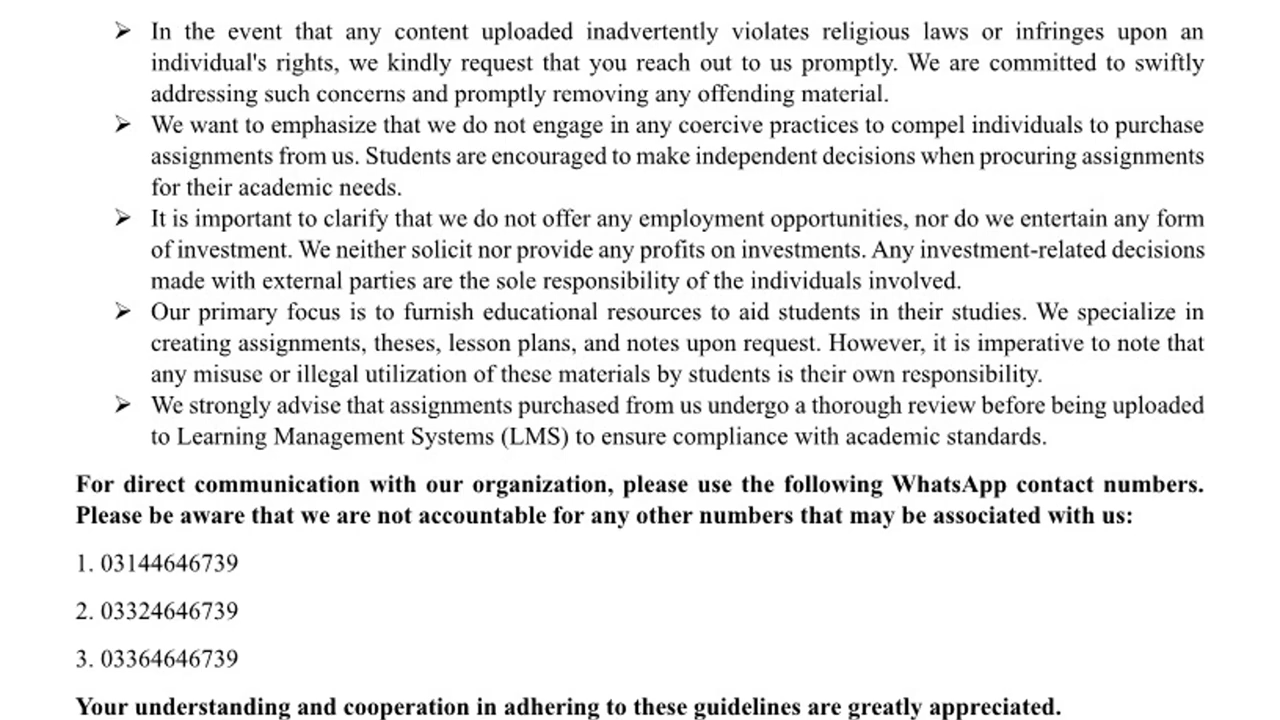 ➢ In the event that any content uploaded inadvertently violates religious laws or infringes upon an
individual's rights, we kindly request that you reach out to us promptly. We are committed to swiftly
addressing such concerns and promptly removing any offending material.
➢ We want to emphasize that we do not engage in any coercive practices to compel individuals to purchase
assignments from us. Students are encouraged to make independent decisions when procuring assignments
for their academic needs.
➢ It is important to clarify that we do not offer any employment opportunities, nor do we entertain any form
of investment. We neither solicit nor provide any profits on investments. Any investment-related decisions
made with external parties are the sole responsibility of the individuals involved.
➢ Our primary focus is to furnish educational resources to aid students in their studies. We specialize in
creating assignments, theses, lesson plans, and notes upon request. However, it is imperative to note that
any misuse or illegal utilization of these materials by students is their own responsibility.
➢ We strongly advise that assignments purchased from us undergo a thorough review before being uploaded
to Learning Management Systems (LMS) to ensure compliance with academic standards.
For direct communication with our organization, please use the following WhatsApp contact numbers.
Please be aware that we are not accountable for any other numbers that may be associated with us:
1. 03144646739
2. 03324646739
3. 03364646739
Your understanding and cooperation in adhering to these guidelines are greatly appreciated.